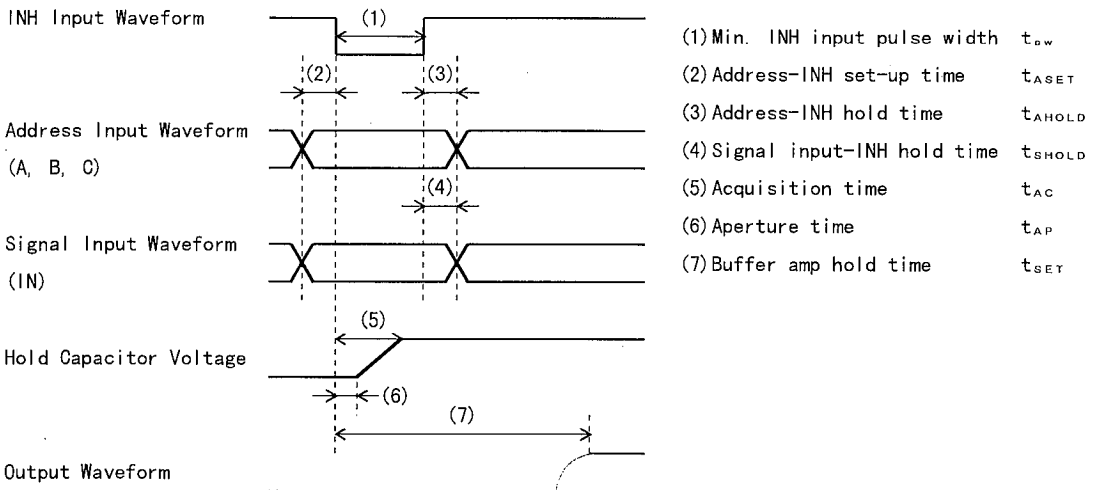 INH Input Waveform
(1)
(2)
(3)
Address Input Waveform
(A, B, C)
(4)
Signal Input Waveform
(IN)
(5)
Hold Capacitor Voltage
(6)
(7)
Output Waveform
(1)Min. INH input pulse width tPW
(2)Address-INH set-up time tASET
(3)Address-INH hold time tAHOLD
(4)Signal input-INH hold time tSHOLD
(5)Acquisition time tAC
(6)Aperture time tAP
(7)Buffer amp hold time tSET